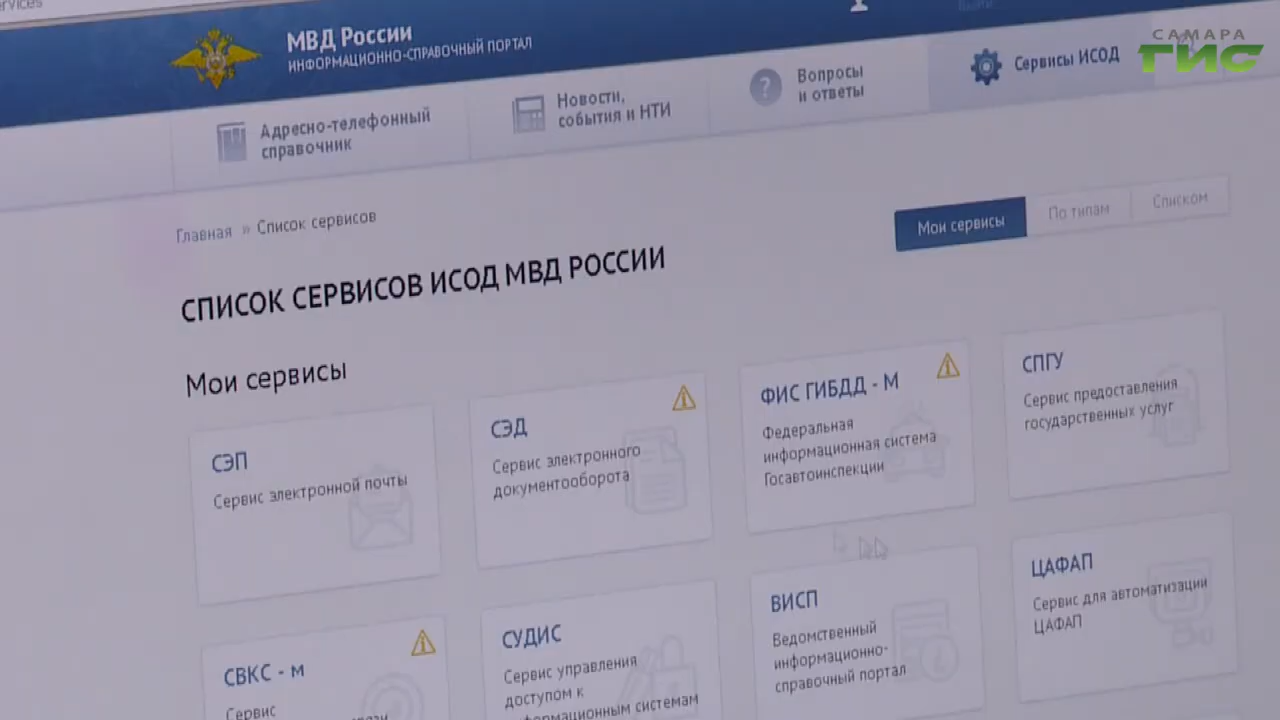 МВД России
ИНФОРМАЦИОННО-СПРАВОЧНЫЙ ПОРТАЛ
САМАРА
ГИС
Адресно-телефонный
справочник
Новости,
события и НТИ
Вопросы
и ответы
Сервисы ИСОД
Главная » Список сервисов
Мои сервисы
По типам
Списком
СПИСОК СЕРВИСОВ ИСОД МВД РОССИИ
Мои сервисы
СЭП
Сервис электронной почты
СЭД
Сервис электронного
документооборота
ФИС ГИБДД - М
Федеральная
информационная система
Госавтоинспекции
СПГУ
Сервис предоставления
государственных услуг
СВКС - м
Сервис
СУДИС
Сервис управления
доступом к
информационным системам
ВИСП
Ведомственный
информационно-
справочный портал
ЦАФАП
Сервис для автоматизации
ЦАФАП